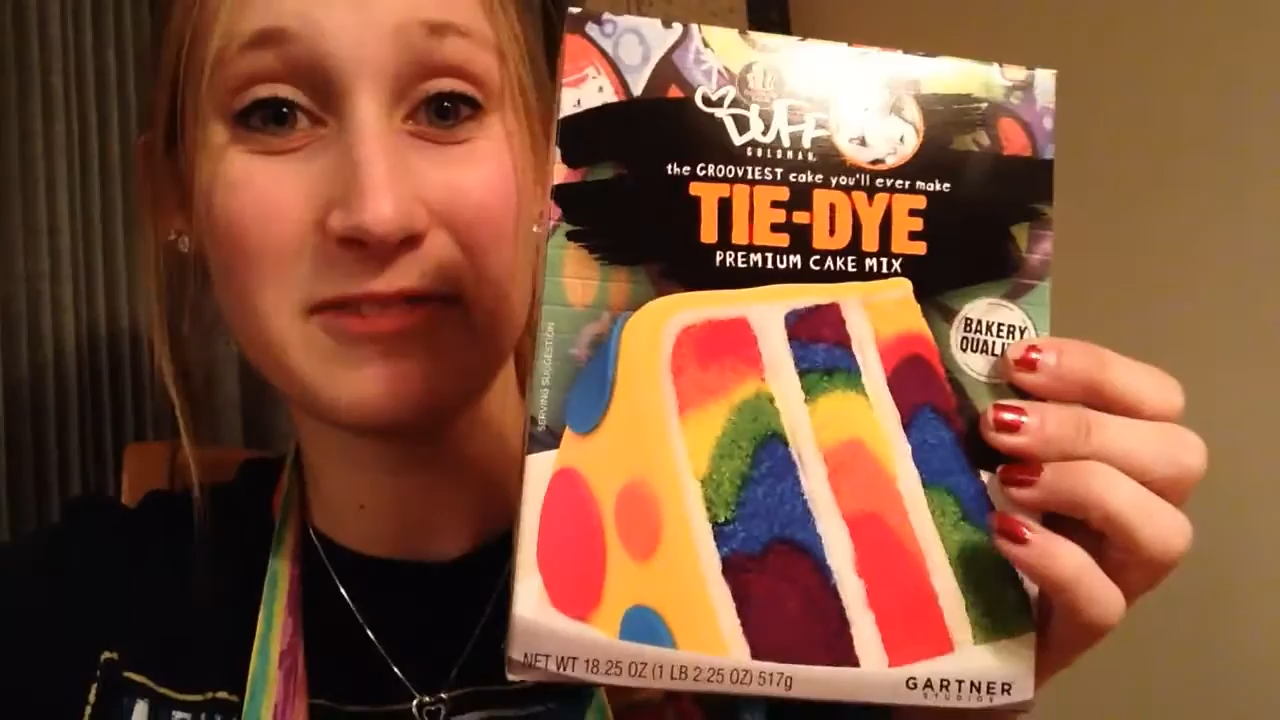 Duff
GOLDMAN
the GROOVIEST cake you'll ever make
TIE-DYE
PREMIUM CAKE MIX
BAKERY
SERVING SUGGESTION
NET WT 18.25 OZ (1 LB 2.25 OZ) 517g
GARTNER
STUDIOS